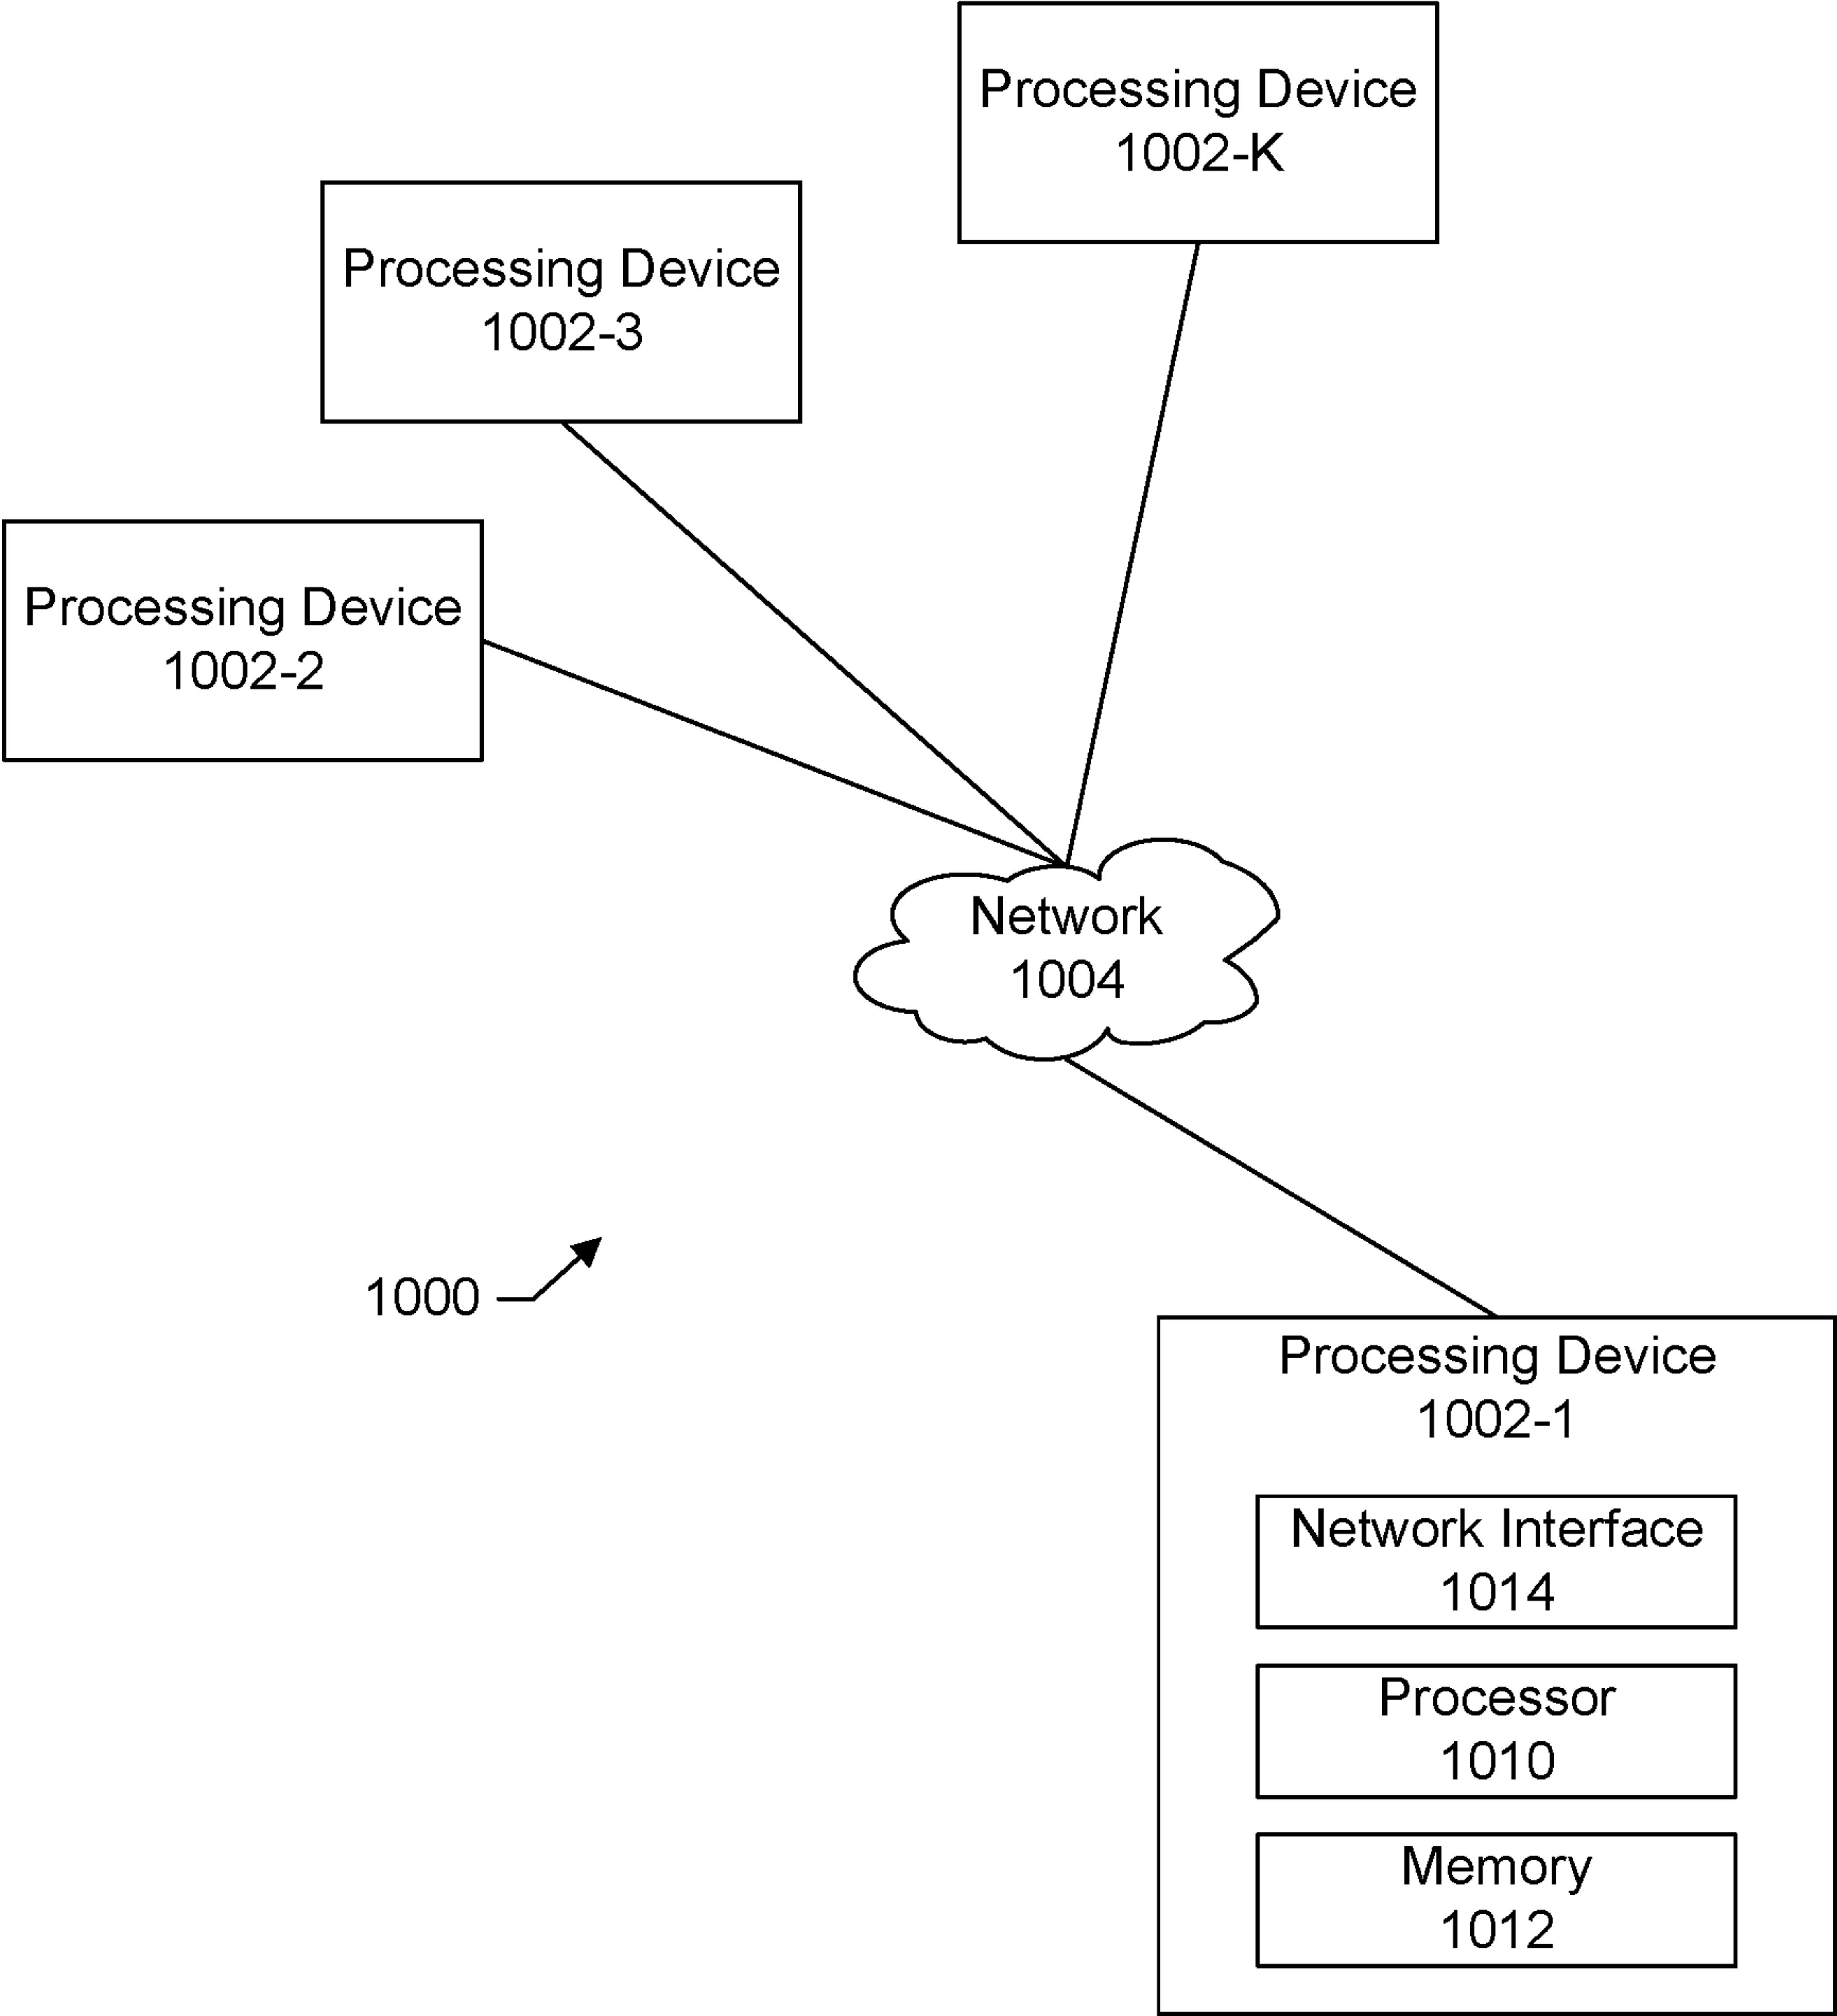 Processing Device
1002-K
Processing Device
1002-3
Processing Device
1002-2
Network
1004
1000
Processing Device
1002-1
Network Interface
1014
Processor
1010
Memory
1012